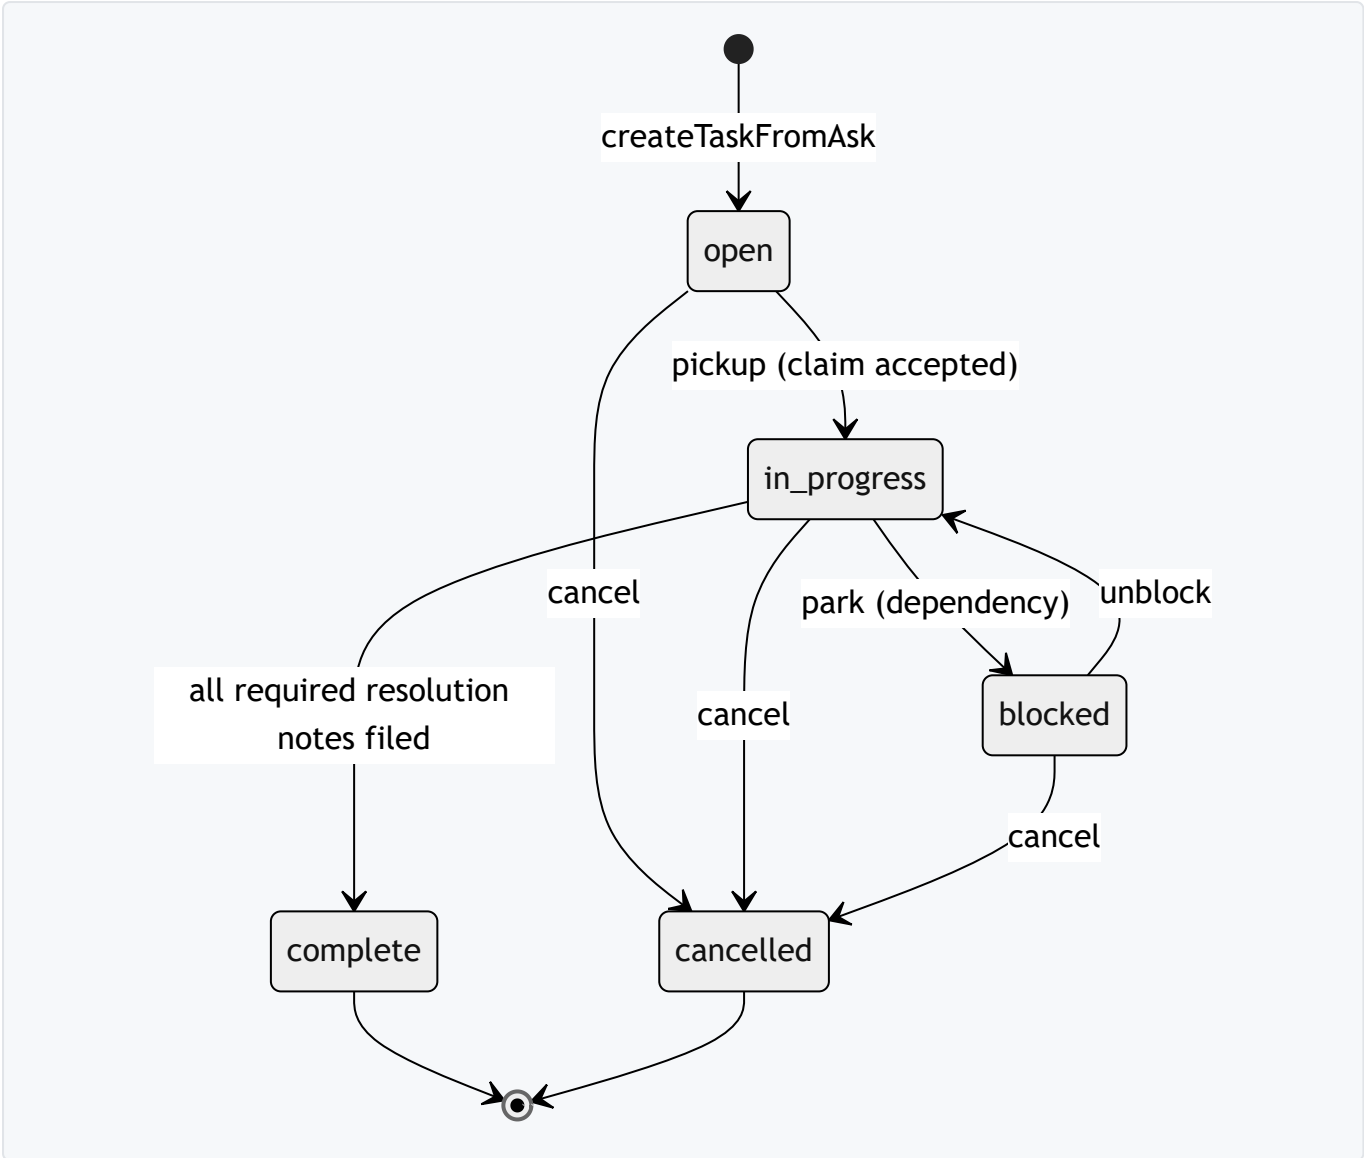 createTaskFromAsk
open
pickup (claim accepted)
in_progress
cancel
park (dependency)
unblock
all required resolution
notes filed
cancel
blocked
cancel
complete
cancelled